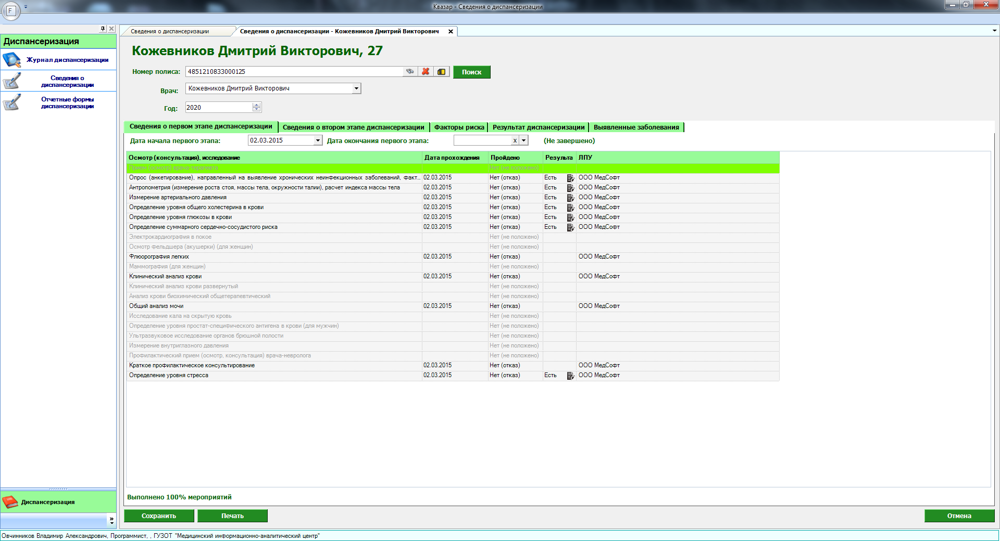 Квазар - Сведения о диспансеризации
F
Диспансеризация
Журнал диспансеризации
Сведения о
диспансеризации
Отчетные формы
диспансеризации
Сведения о диспансеризации
Сведения о диспансеризации - Кожевников Дмитрий Викторович
Кожевников Дмитрий Викторович, 27
Номер полиса: 4851210833000125 Поиск
Врач: Кожевников Дмитрий Викторович
Год: 2020
Сведения о первом этапе диспансеризации Сведения о втором этапе диспансеризации Факторы риска Результат диспансеризации Выявленные заболевания
Дата начала первого этапа: 02.03.2015 Дата окончания первого этапа: x (Не завершено)
Осмотр (консультация), исследование Дата прохождения Пройдено Результа ЛПУ
Прием (осмотр) врача-терапевта Нет (не положено)
Опрос (анкетирование), направленный на выявление хронических неинфекционных заболеваний, факт... 02.03.2015 Нет (отказ) Есть ООО МедСофт
Антропометрия (измерение роста стоя, массы тела, окружности талии), расчет индекса массы тела 02.03.2015 Нет (отказ) Есть ООО МедСофт
Измерение артериального давления 02.03.2015 Нет (отказ) Есть ООО МедСофт
Определение уровня общего холестерина в крови 02.03.2015 Нет (отказ) Есть ООО МедСофт
Определение уровня глюкозы в крови 02.03.2015 Нет (отказ) Есть ООО МедСофт
Определение суммарного сердечно-сосудистого риска 02.03.2015 Нет (отказ) Есть ООО МедСофт
Электрокардиография в покое Нет (не положено)
Осмотр фельдшера (акушерки) (для женщин) Нет (не положено)
Флюорография легких 02.03.2015 Нет (отказ) ООО МедСофт
Маммография (для женщин) Нет (не положено)
Клинический анализ крови 02.03.2015 Нет (отказ) ООО МедСофт
Клинический анализ крови развернутый Нет (не положено)
Анализ крови биохимический общетерапевтический Нет (не положено)
Общий анализ мочи 02.03.2015 Нет (отказ) ООО МедСофт
Исследование кала на скрытую кровь Нет (не положено)
Определение уровня простат-специфического антигена в крови (для мужчин) Нет (не положено)
Ультразвуковое исследование органов брюшной полости Нет (не положено)
Измерение внутриглазного давления Нет (не положено)
Профилактический прием (осмотр, консультация) врача-невролога Нет (не положено)
Краткое профилактическое консультирование 02.03.2015 Нет (отказ) ООО МедСофт
Определение уровня стресса 02.03.2015 Нет (отказ) Есть ООО МедСофт
Выполнено 100% мероприятий
Диспансеризация
Сохранить Печать Отмена
Овчинников Владимир Александрович, Программист, , ГУЗОТ "Медицинский информационно-аналитический центр"